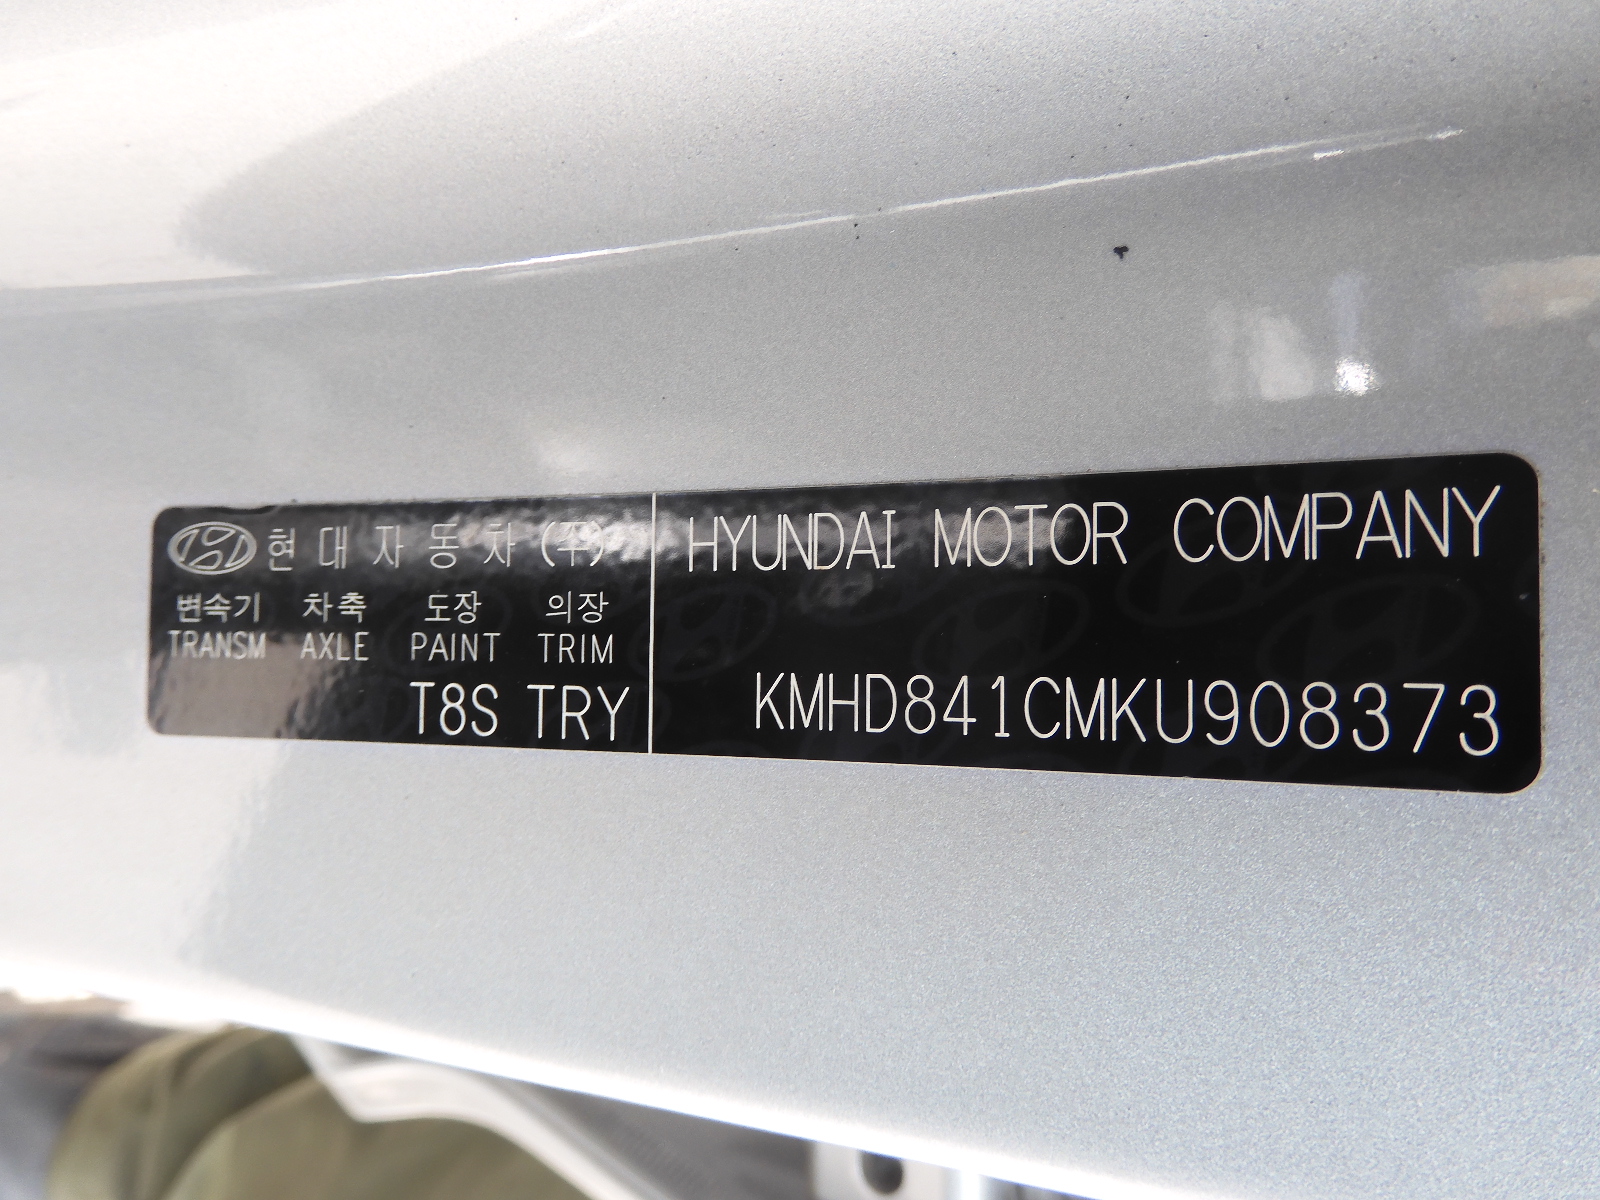 현대자동차(주)
변속기 차축 도장 의장
TRANSM AXLE PAINT TRIM
T8S TRY
HYUNDAI MOTOR COMPANY
KMHD841CMKU908373